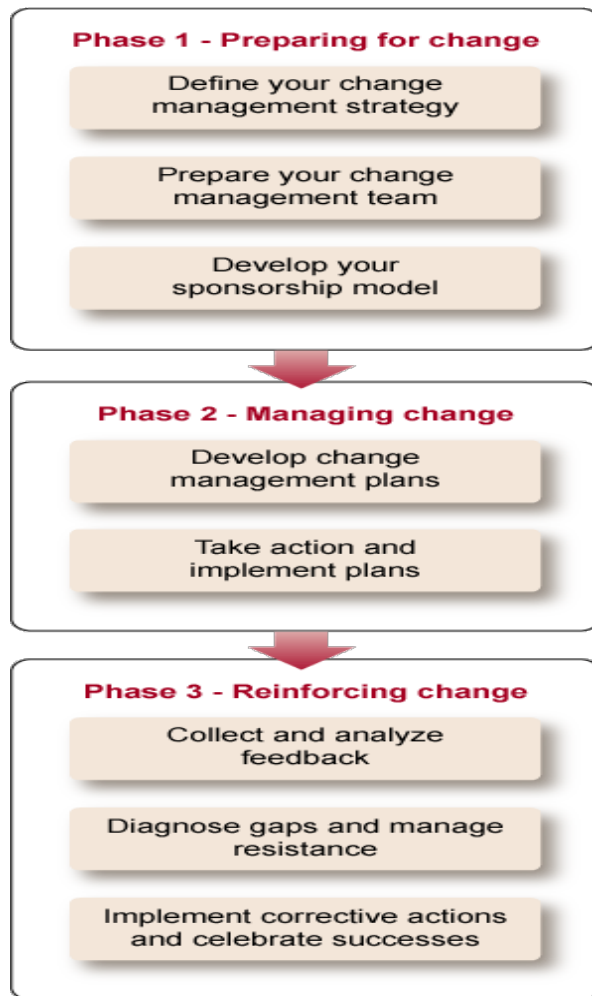 Phase 1 - Preparing for change
Define your change
management strategy
Prepare your change
management team
Develop your
sponsorship model
Phase 2 - Managing change
Develop change
management plans
Take action and
implement plans
Phase 3 - Reinforcing change
Collect and analyze
feedback
Diagnose gaps and manage
resistance
Implement corrective actions
and celebrate successes